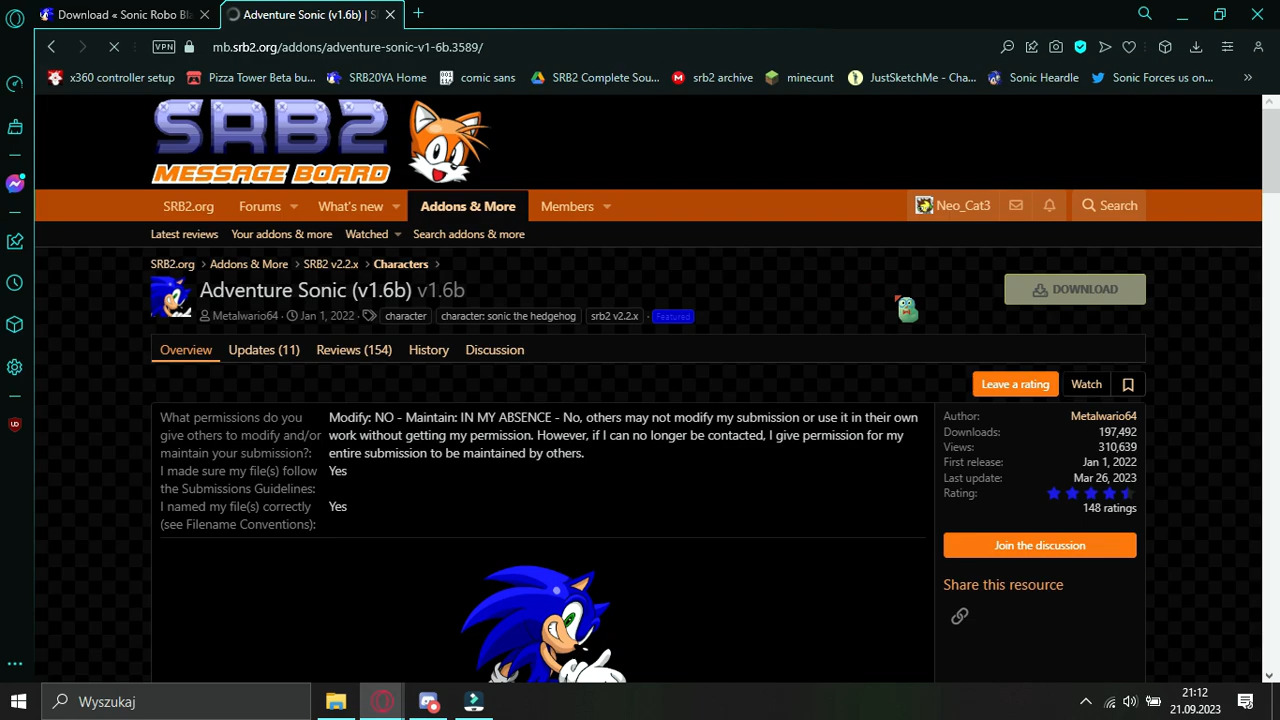 Download « Sonic Robo Bla
Adventure Sonic (v1.6b) | S
VPN
mb.srb2.org/addons/adventure-sonic-v1-6b.3589/
x360 controller setup
Pizza Tower Beta bu...
SRB20YA Home
comic sans
SRB2 Complete Sou...
srb2 archive
minecunt
JustSketchMe - Cha...
Sonic Heardle
Sonic Forces us on...
SRB2
MESSAGE BOARD
SRB2.org
Forums
What's new
Addons & More
Members
Neo_Cat3
Search
Latest reviews
Your addons & more
Watched
Search addons & more
SRB2.org
Addons & More
SRB2 v2.2.x
Characters
Adventure Sonic (v1.6b) v1.6b
DOWNLOAD
Metalwario64
Jan 1, 2022
character
character: sonic the hedgehog
srb2 v2.2.x
Featured
Overview
Updates (11)
Reviews (154)
History
Discussion
Leave a rating
Watch
What permissions do you
give others to modify and/or
maintain your submission?:
Modify: NO - Maintain: IN MY ABSENCE - No, others may not modify my submission or use it in their own
work without getting my permission. However, if I can no longer be contacted, I give permission for my
entire submission to be maintained by others.
I made sure my file(s) follow
the Submissions Guidelines:
Yes
I named my file(s) correctly
(see Filename Conventions):
Yes
Author: Metalwario64
Downloads: 197,492
Views: 310,639
First release: Jan 1, 2022
Last update: Mar 26, 2023
Rating:
148 ratings
Join the discussion
Share this resource
Wyszukaj
21:12
21.09.2023